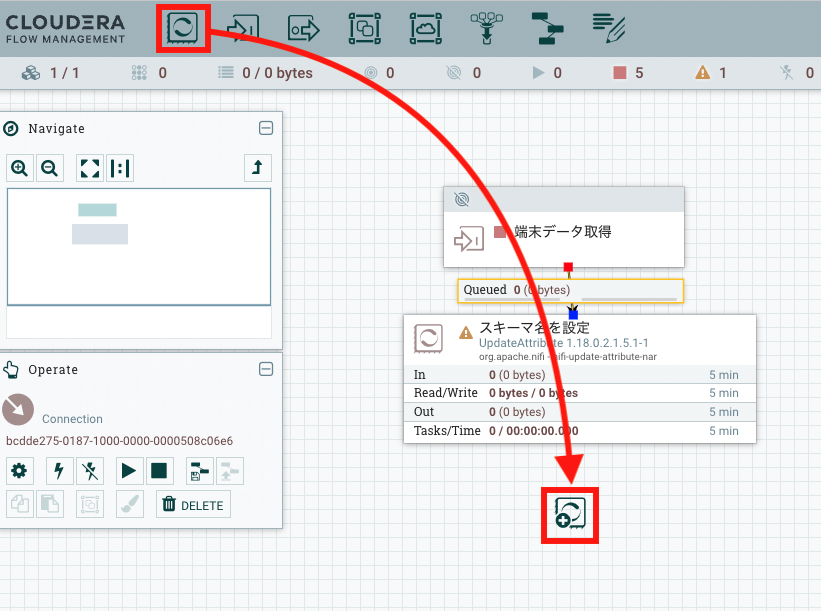 CLOUDERA
FLOW MANAGEMENT
1 / 1
0
0 / 0 bytes
0
0
0
5
1
0
Navigate
端末データ取得
Queued 0 (0 bytes)
スキーマ名を設定
UpdateAttribute 1.18.0.2.1.5.1-1
org.apache.nifi - nifi-update-attribute-nar
In 0 (0 bytes) 5 min
Read/Write 0 bytes / 0 bytes 5 min
Out 0 (0 bytes) 5 min
Tasks/Time 0 / 00:00:00.000 5 min
Operate
Connection
bcdde275-0187-1000-0000-0000508c06e6
DELETE